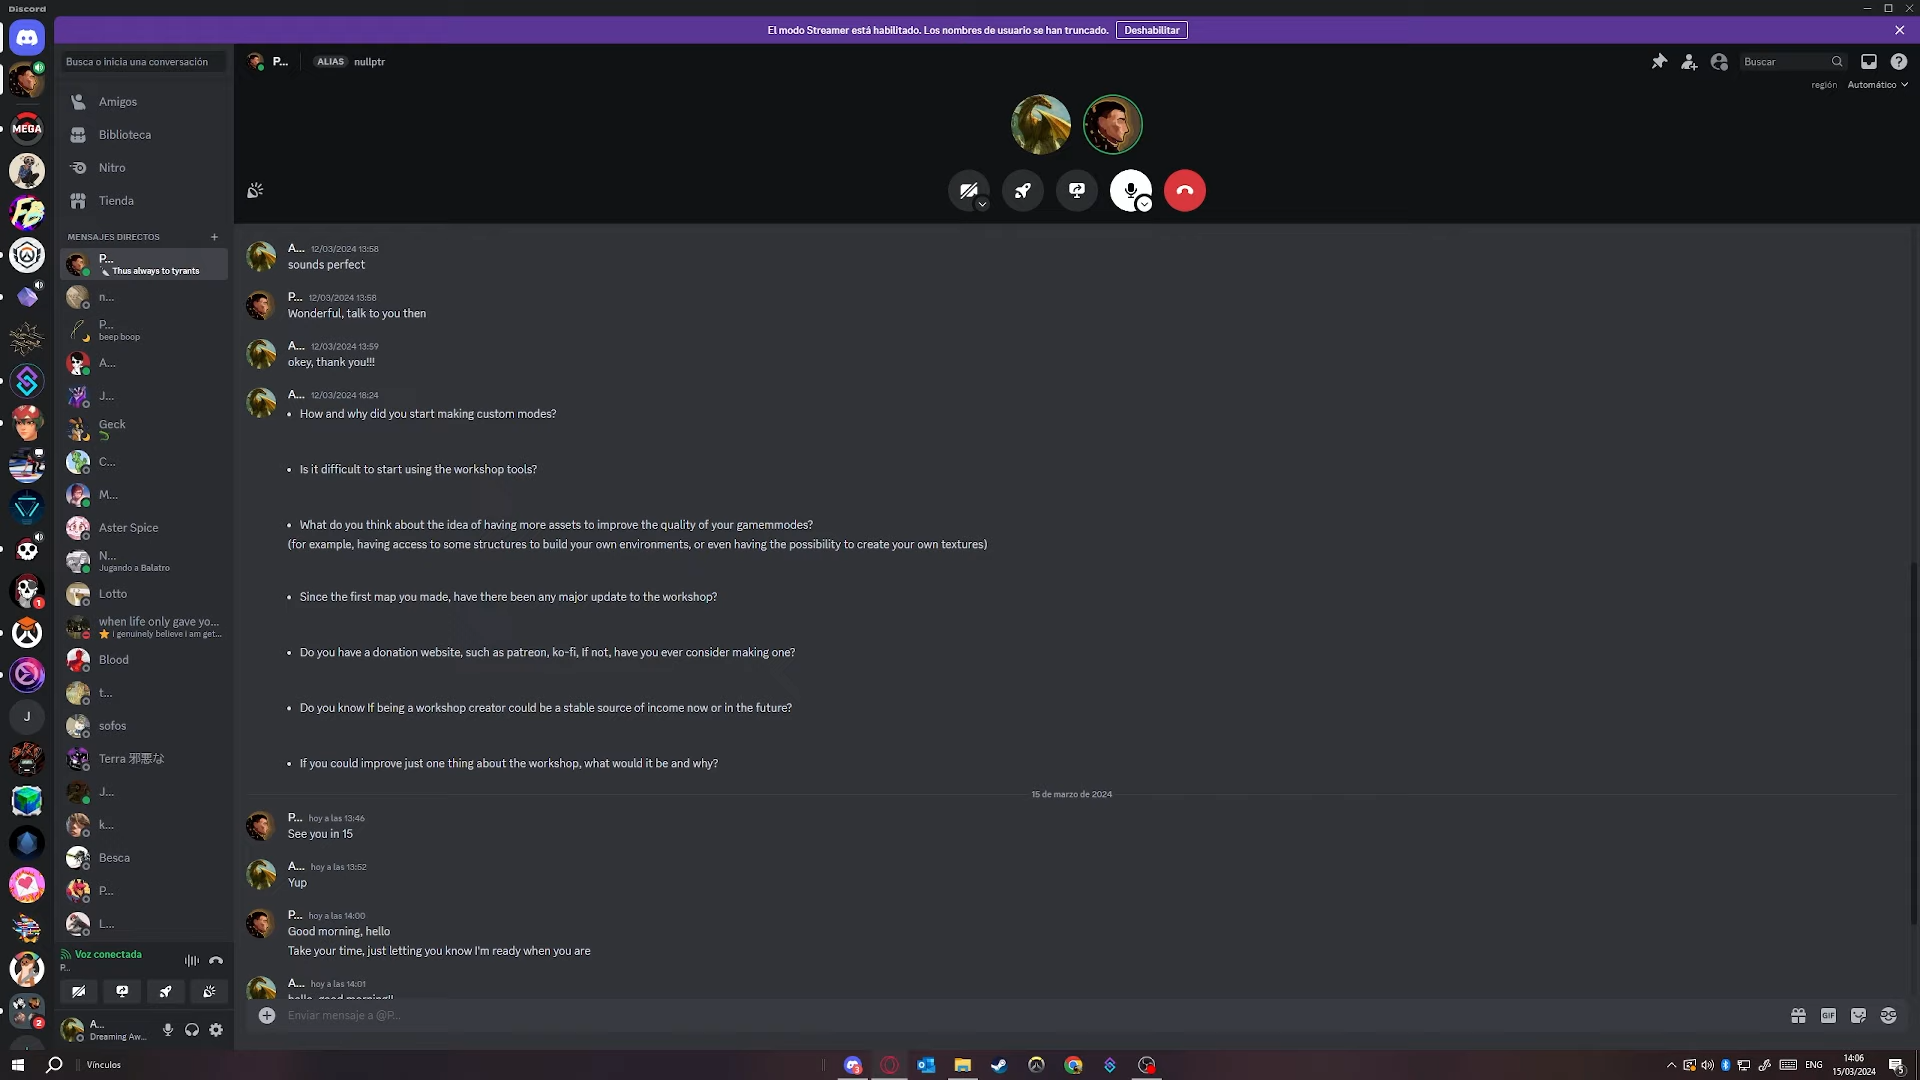 Discord
El modo Streamer está habilitado. Los nombres de usuario se han truncado. Deshabilitar
Busca o inicia una conversación
P... ALIAS nullptr
Buscar
región Automático
MEGA
Amigos
Biblioteca
Nitro
Tienda
MENSAJES DIRECTOS +
P...
Thus always to tyrants
n...
P...
beep boop
A...
J...
Geck
C...
M...
Aster Spice
N...
Jugando a Balatro
Lotto
when life only gave yo...
i genuinely believe i am get...
Blood
t...
sofos
Terra 邪悪な
J...
k...
Besca
P...
L...
J
1
2
Voz conectada
P...
A...
Dreaming Aw...
A... 12/03/2024 13:58
sounds perfect
P... 12/03/2024 13:58
Wonderful, talk to you then
A... 12/03/2024 13:59
okey, thank you!!!
A... 12/03/2024 18:24
• How and why did you start making custom modes?
• Is it difficult to start using the workshop tools?
• What do you think about the idea of having more assets to improve the quality of your gamemmodes?
(for example, having access to some structures to build your own environments, or even having the possibility to create your own textures)
• Since the first map you made, have there been any major update to the workshop?
• Do you have a donation website, such as patreon, ko-fi, If not, have you ever consider making one?
• Do you know If being a workshop creator could be a stable source of income now or in the future?
• If you could improve just one thing about the workshop, what would it be and why?
15 de marzo de 2024
P... hoy a las 13:46
See you in 15
A... hoy a las 13:52
Yup
P... hoy a las 14:00
Good morning, hello
Take your time, just letting you know I'm ready when you are
A... hoy a las 14:01
hello, good morning!!
Enviar mensaje a @P...
GIF
Vínculos
ENG
14:06
15/03/2024
5